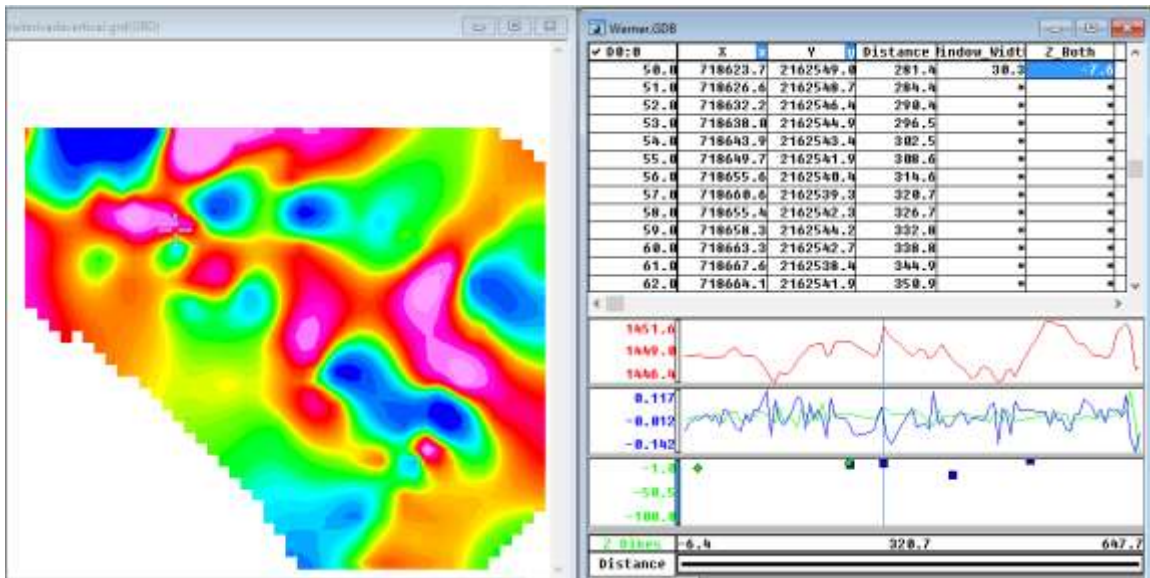 Werner.GDB
✓ D0:0 X x Y y Distance Window_Widt Z_Both
50.0 718623.7 2162549.0 281.4 30.3 -7.6
51.0 718626.6 2162548.7 284.4 * *
52.0 718632.2 2162546.4 290.4 * *
53.0 718638.0 2162544.9 296.5 * *
54.0 718643.9 2162543.4 302.5 * *
55.0 718649.7 2162541.9 308.6 * *
56.0 718655.6 2162540.4 314.6 * *
57.0 718660.6 2162539.3 320.7 * *
58.0 718655.4 2162542.3 326.7 * *
59.0 718658.3 2162544.2 332.8 * *
60.0 718663.3 2162542.7 338.8 * *
61.0 718667.6 2162538.4 344.9 * *
62.0 718664.1 2162541.9 350.9 * *
1451.6
1449.0
1446.4
0.117
-0.012
-0.142
-1.0
-50.5
-100.0
Z Dikes -6.4 320.7 647.7
Distance